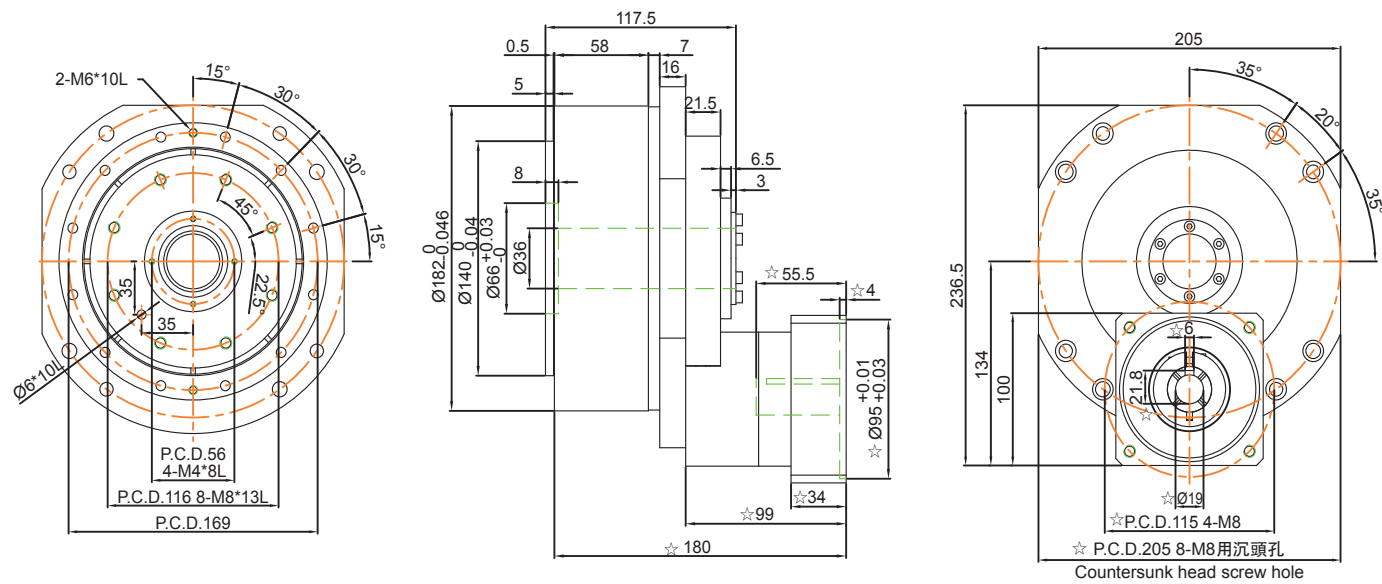 2-M6*10L
15°
30°
30°
15°
45°
22.5°
35
35
Ø6*10L
P.C.D.56
4-M4*8L
P.C.D.116 8-M8*13L
P.C.D.169
117.5
0.5
58
7
16
5
21.5
6.5
3
8
Ø182 0 -0.046
Ø140 0 -0.04
Ø66 +0.03 -0
Ø36
☆55.5
☆4
☆Ø95 +0.01 +0.03
☆34
☆99
☆180
205
35°
20°
35°
236.5
134
100
☆6
21.8
☆
☆Ø19
☆P.C.D.115 4-M8
☆ P.C.D.205 8-M8用沉頭孔
Countersunk head screw hole